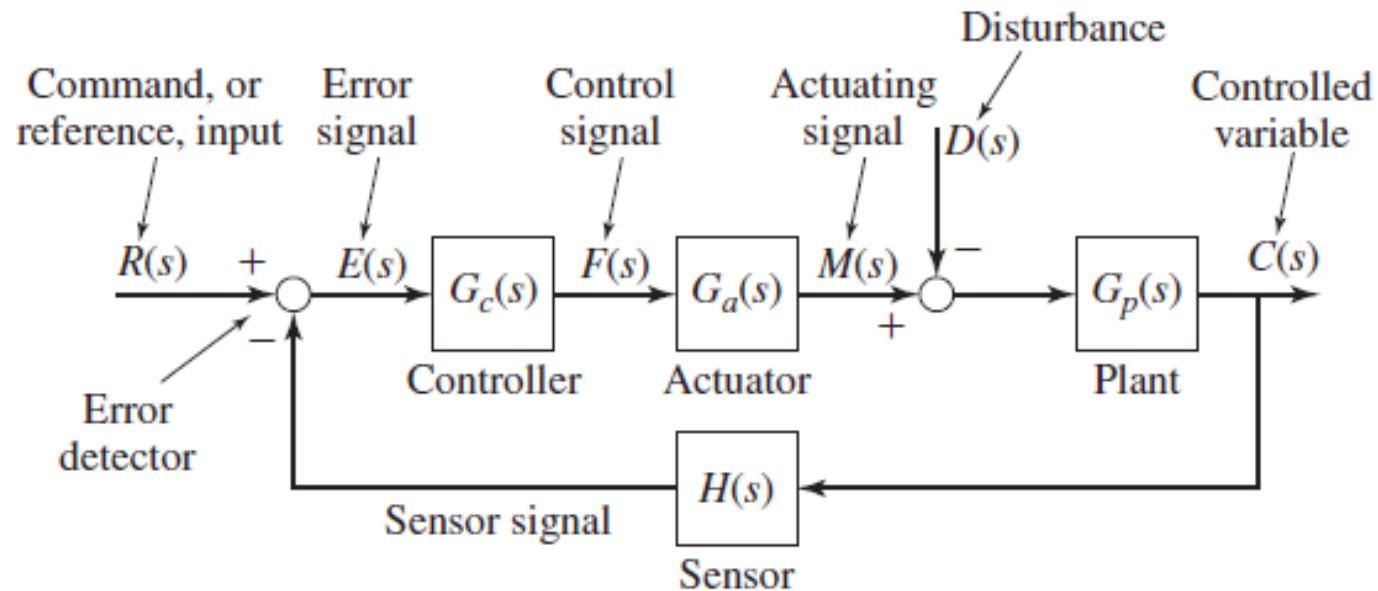 Disturbance
Command, or
reference, input
Error
signal
Control
signal
Actuating
signal
D(s)
Controlled
variable
R(s)
+
−
E(s)
G_c(s)
F(s)
G_a(s)
M(s)
+
−
G_p(s)
C(s)
Controller
Actuator
Plant
Error
detector
H(s)
Sensor signal
Sensor